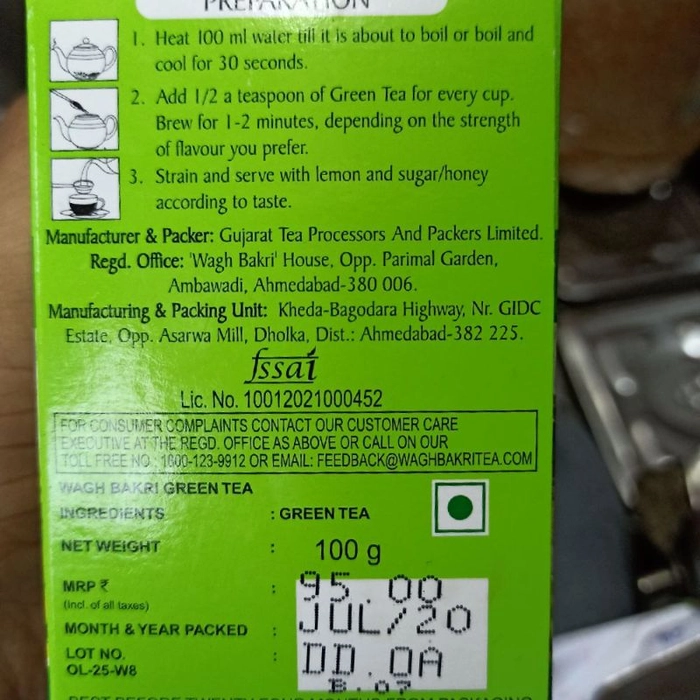 PREPARATION
1. Heat 100 ml water till it is about to boil or boil and
cool for 30 seconds.
2. Add 1/2 a teaspoon of Green Tea for every cup.
Brew for 1-2 minutes, depending on the strength
of flavour you prefer.
3. Strain and serve with lemon and sugar/honey
according to taste.
Manufacturer & Packer: Gujarat Tea Processors And Packers Limited.
Regd. Office: 'Wagh Bakri' House, Opp. Parimal Garden,
Ambawadi, Ahmedabad-380 006.
Manufacturing & Packing Unit: Kheda-Bagodara Highway, Nr. GIDC
Estate, Opp. Asarwa Mill, Dholka, Dist.: Ahmedabad-382 225.
fssai
Lic. No. 10012021000452
FOR CONSUMER COMPLAINTS CONTACT OUR CUSTOMER CARE
EXECUTIVE AT THE REGD. OFFICE AS ABOVE OR CALL ON OUR
TOLL FREE NO.: 1800-123-9912 OR EMAIL: FEEDBACK@WAGHBAKRITEA.COM
WAGH BAKRI GREEN TEA
INGREDIENTS : GREEN TEA
NET WEIGHT : 100 g
MRP ₹ : 95.00
(incl. of all taxes)
MONTH & YEAR PACKED : JUL/20
LOT NO. : DD.OA
OL-25-W8
BEST BEFORE TWENTY FOUR MONTHS FROM PACKAGING